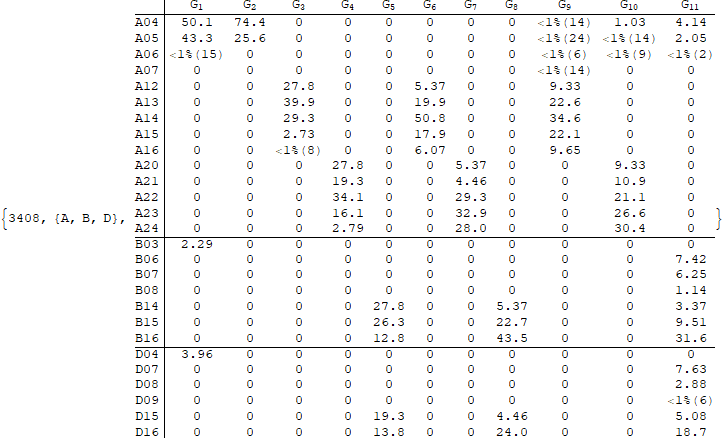 G₁ G₂ G₃ G₄ G₅ G₆ G₇ G₈ G₉ G₁₀ G₁₁
A04 50.1 74.4 0 0 0 0 0 0 <1%(14) 1.03 4.14
A05 43.3 25.6 0 0 0 0 0 0 <1%(24) <1%(14) 2.05
A06 <1%(15) 0 0 0 0 0 0 0 <1%(6) <1%(9) <1%(2)
A07 0 0 0 0 0 0 0 0 <1%(14) 0 0
A12 0 0 27.8 0 0 5.37 0 0 9.33 0 0
A13 0 0 39.9 0 0 19.9 0 0 22.6 0 0
A14 0 0 29.3 0 0 50.8 0 0 34.6 0 0
A15 0 0 2.73 0 0 17.9 0 0 22.1 0 0
A16 0 0 <1%(8) 0 0 6.07 0 0 9.65 0 0
A20 0 0 0 27.8 0 0 5.37 0 0 9.33 0
A21 0 0 0 19.3 0 0 4.46 0 0 10.9 0
A22 0 0 0 34.1 0 0 29.3 0 0 21.1 0
{3408, {A, B, D}, A23 0 0 0 16.1 0 0 32.9 0 0 26.6 0 }
A24 0 0 0 2.79 0 0 28.0 0 0 30.4 0
B03 2.29 0 0 0 0 0 0 0 0 0 0
B06 0 0 0 0 0 0 0 0 0 0 7.42
B07 0 0 0 0 0 0 0 0 0 0 6.25
B08 0 0 0 0 0 0 0 0 0 0 1.14
B14 0 0 0 0 27.8 0 0 5.37 0 0 3.37
B15 0 0 0 0 26.3 0 0 22.7 0 0 9.51
B16 0 0 0 0 12.8 0 0 43.5 0 0 31.6
D04 3.96 0 0 0 0 0 0 0 0 0 0
D07 0 0 0 0 0 0 0 0 0 0 7.63
D08 0 0 0 0 0 0 0 0 0 0 2.88
D09 0 0 0 0 0 0 0 0 0 0 <1%(6)
D15 0 0 0 0 19.3 0 0 4.46 0 0 5.08
D16 0 0 0 0 13.8 0 0 24.0 0 0 18.7